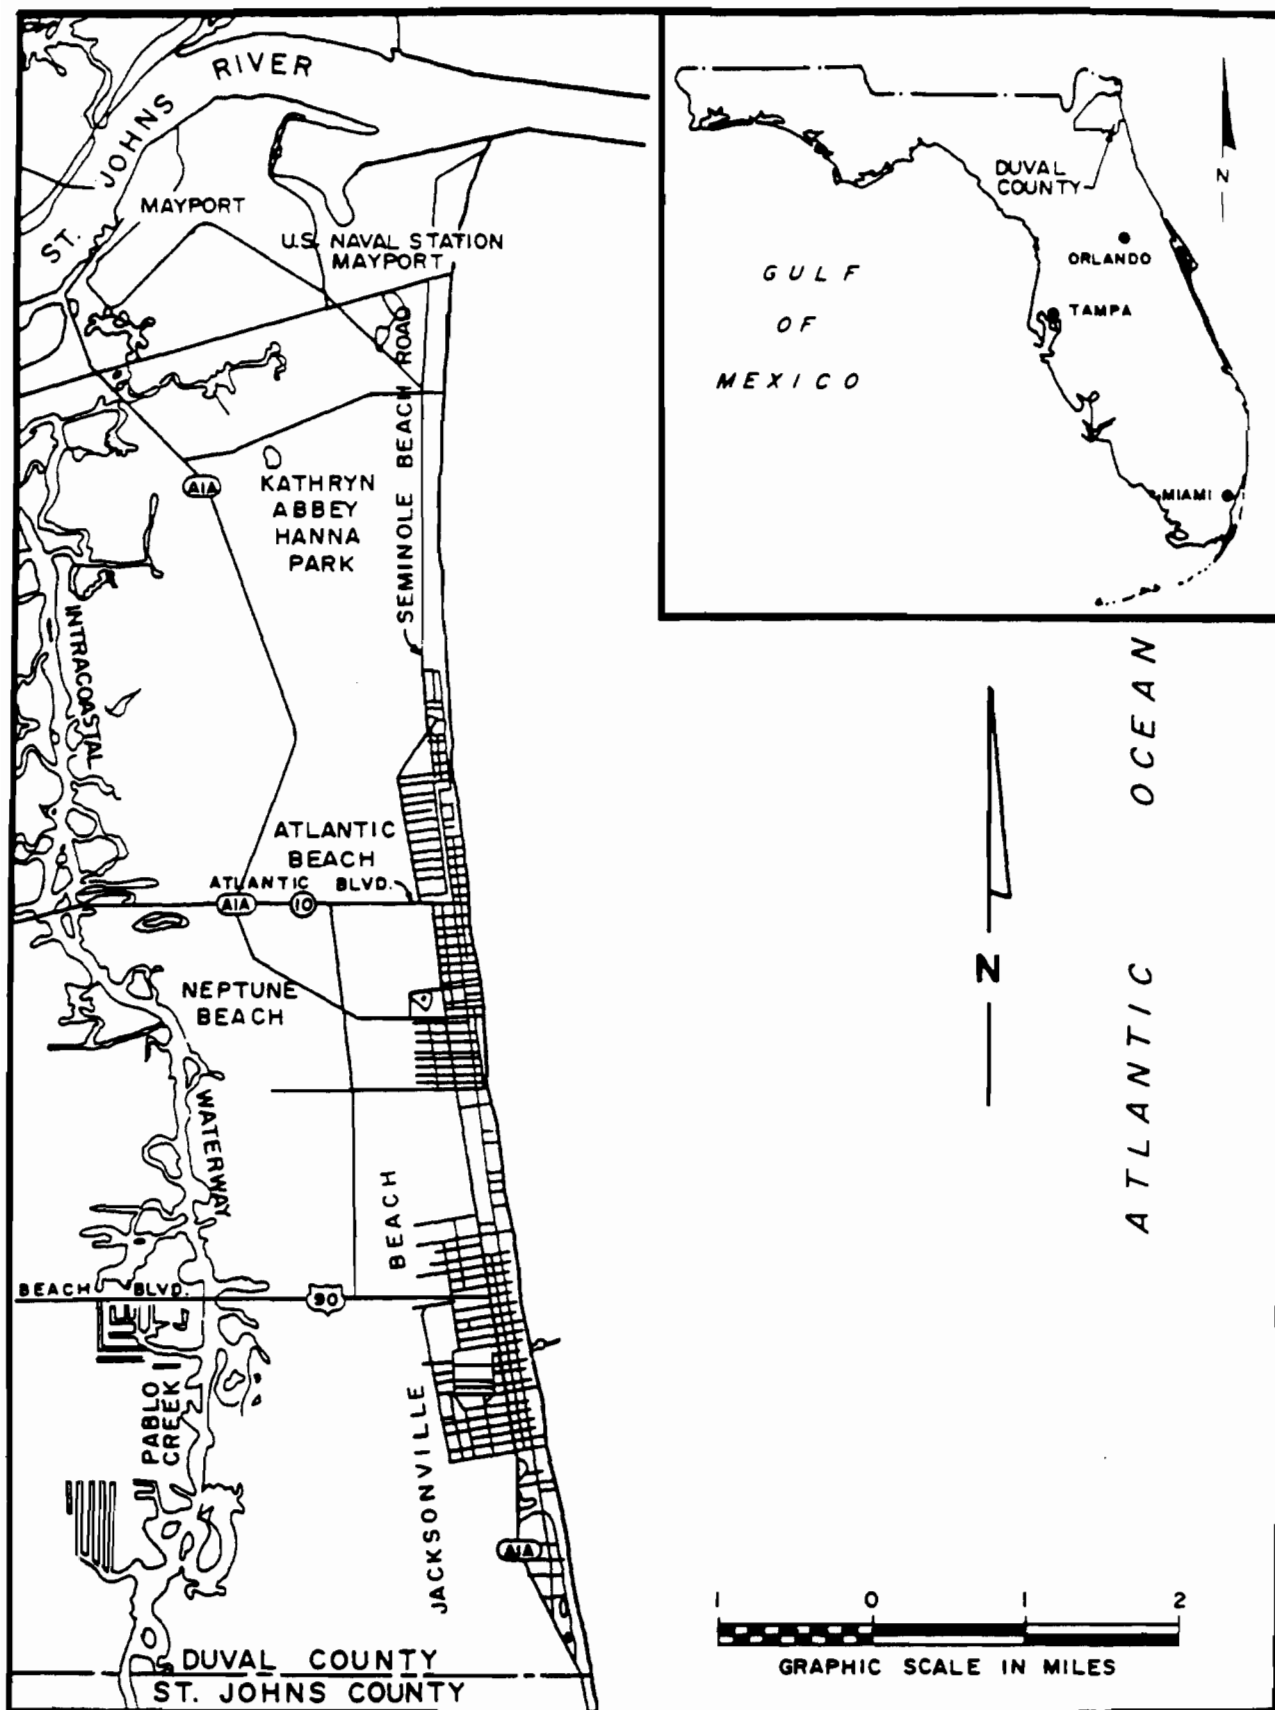 RIVER
ST. JOHNS
MAYPORT
U.S. NAVAL STATION
MAYPORT
SEMINOLE BEACH ROAD
A1A
KATHRYN
ABBEY
HANNA
PARK
INTRACOASTAL
ATLANTIC
BEACH
ATLANTIC BLVD.
A1A
10
NEPTUNE
BEACH
WATERWAY
BEACH BLVD.
90
PABLO
CREEK
JACKSONVILLE BEACH
A1A
DUVAL COUNTY
ST. JOHNS COUNTY
DUVAL
COUNTY
N
ORLANDO
TAMPA
MIAMI
GULF
OF
MEXICO
N
ATLANTIC OCEAN
1 0 1 2
GRAPHIC SCALE IN MILES